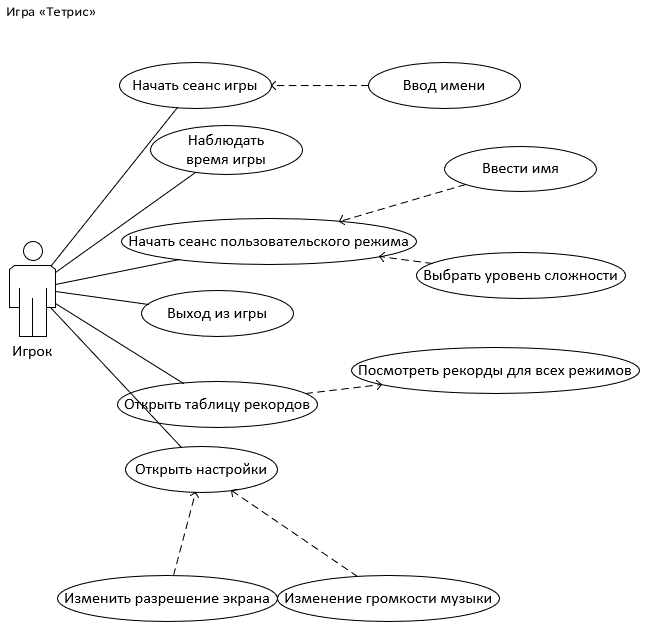 Игра «Тетрис»
Начать сеанс игры
Ввод имени
Наблюдать
время игры
Ввести имя
Начать сеанс пользовательского режима
Выбрать уровень сложности
Выход из игры
Игрок
Посмотреть рекорды для всех режимов
Открыть таблицу рекордов
Открыть настройки
Изменить разрешение экрана
Изменение громкости музыки